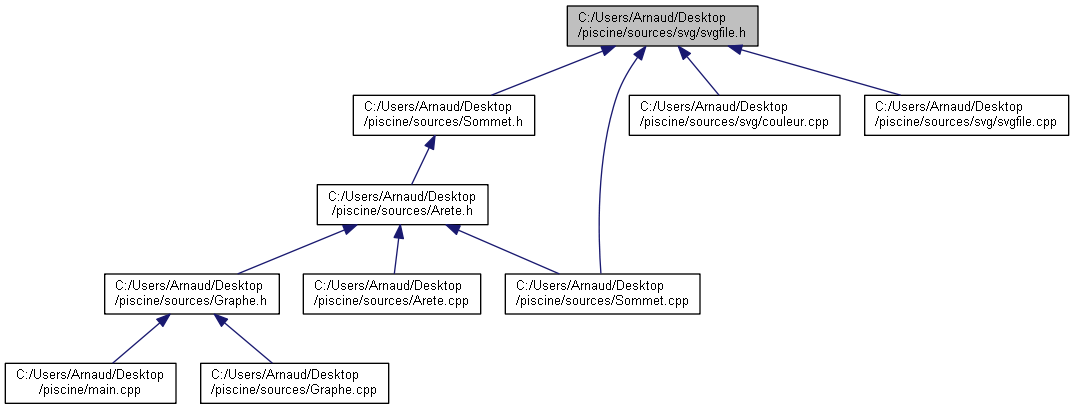 C:/Users/Arnaud/Desktop
/piscine/sources/svg/svgfile.h
C:/Users/Arnaud/Desktop
/piscine/sources/Sommet.h
C:/Users/Arnaud/Desktop
/piscine/sources/svg/couleur.cpp
C:/Users/Arnaud/Desktop
/piscine/sources/svg/svgfile.cpp
C:/Users/Arnaud/Desktop
/piscine/sources/Arete.h
C:/Users/Arnaud/Desktop
/piscine/sources/Graphe.h
C:/Users/Arnaud/Desktop
/piscine/sources/Arete.cpp
C:/Users/Arnaud/Desktop
/piscine/sources/Sommet.cpp
C:/Users/Arnaud/Desktop
/piscine/main.cpp
C:/Users/Arnaud/Desktop
/piscine/sources/Graphe.cpp